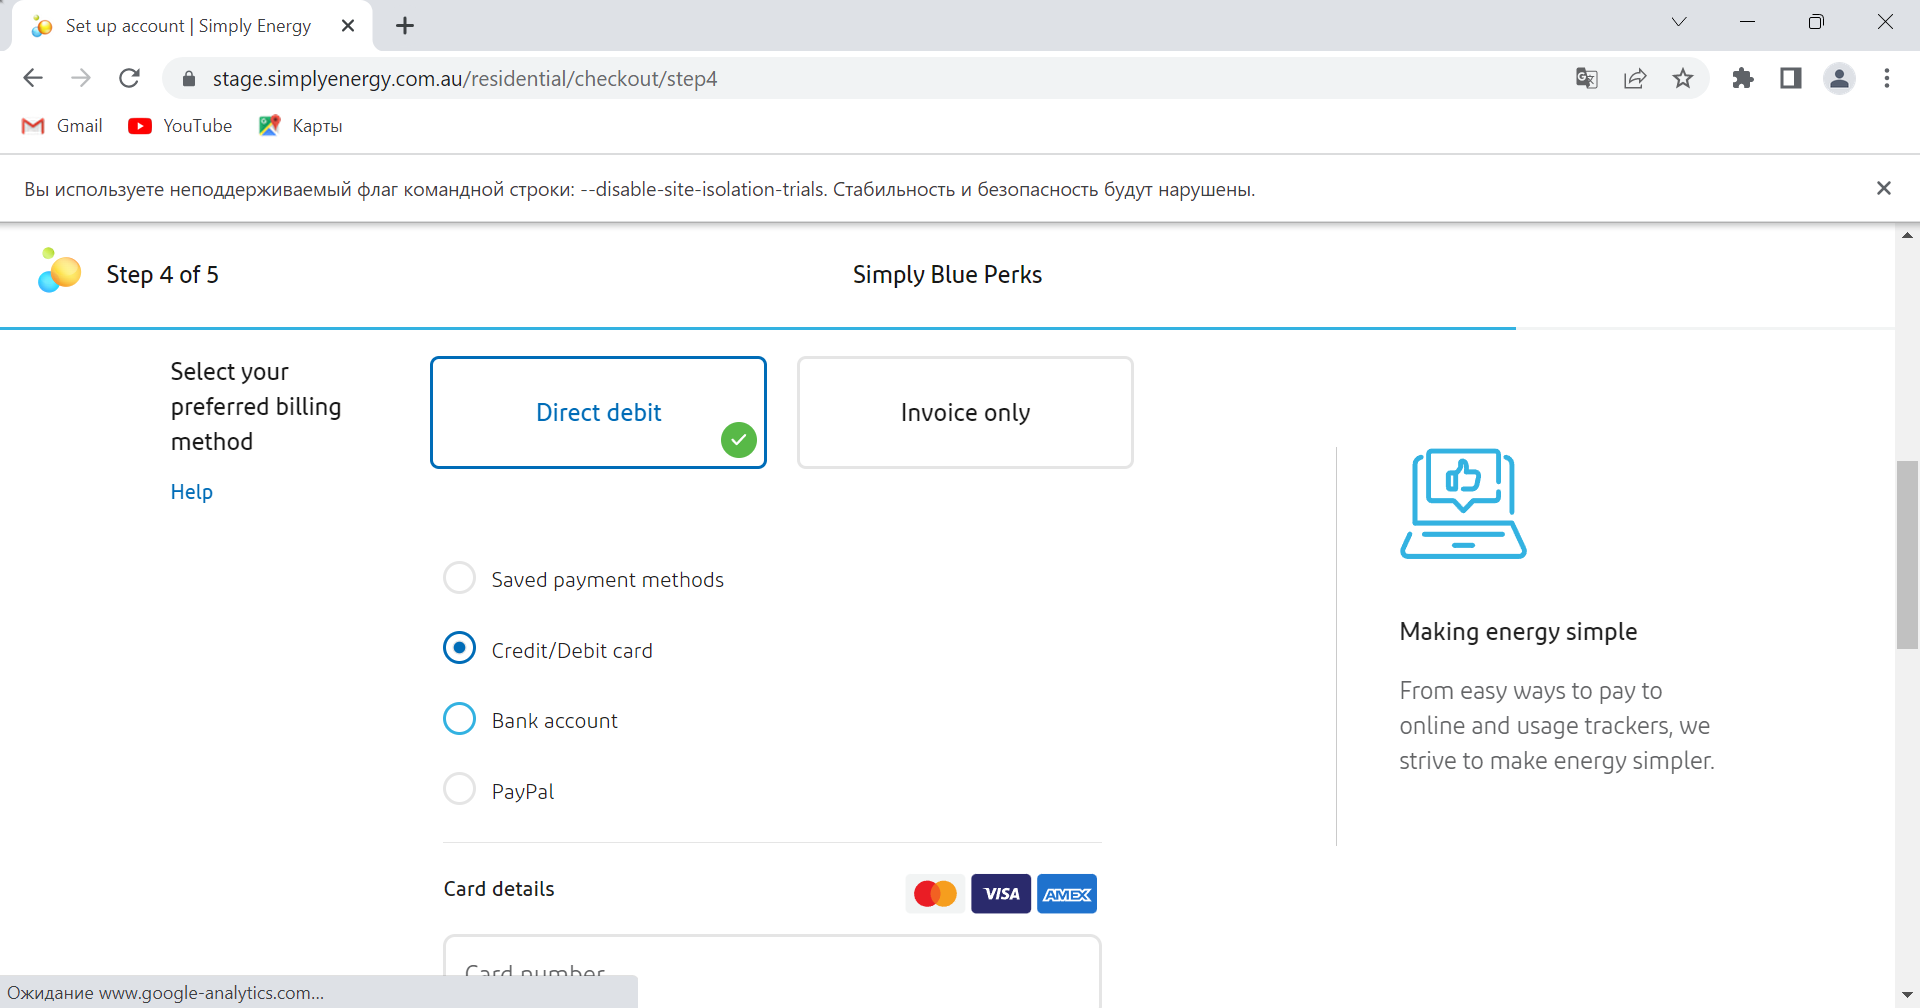 Set up account | Simply Energy
stage.simplyenergy.com.au/residential/checkout/step4
Gmail YouTube Карты
Вы используете неподдерживаемый флаг командной строки: --disable-site-isolation-trials. Стабильность и безопасность будут нарушены.
Step 4 of 5
Simply Blue Perks
Select your
preferred billing
method
Help
Direct debit
Invoice only
Saved payment methods
Credit/Debit card
Bank account
PayPal
Card details
VISA
AMEX
Card number
Making energy simple
From easy ways to pay to
online and usage trackers, we
strive to make energy simpler.
Ожидание www.google-analytics.com...